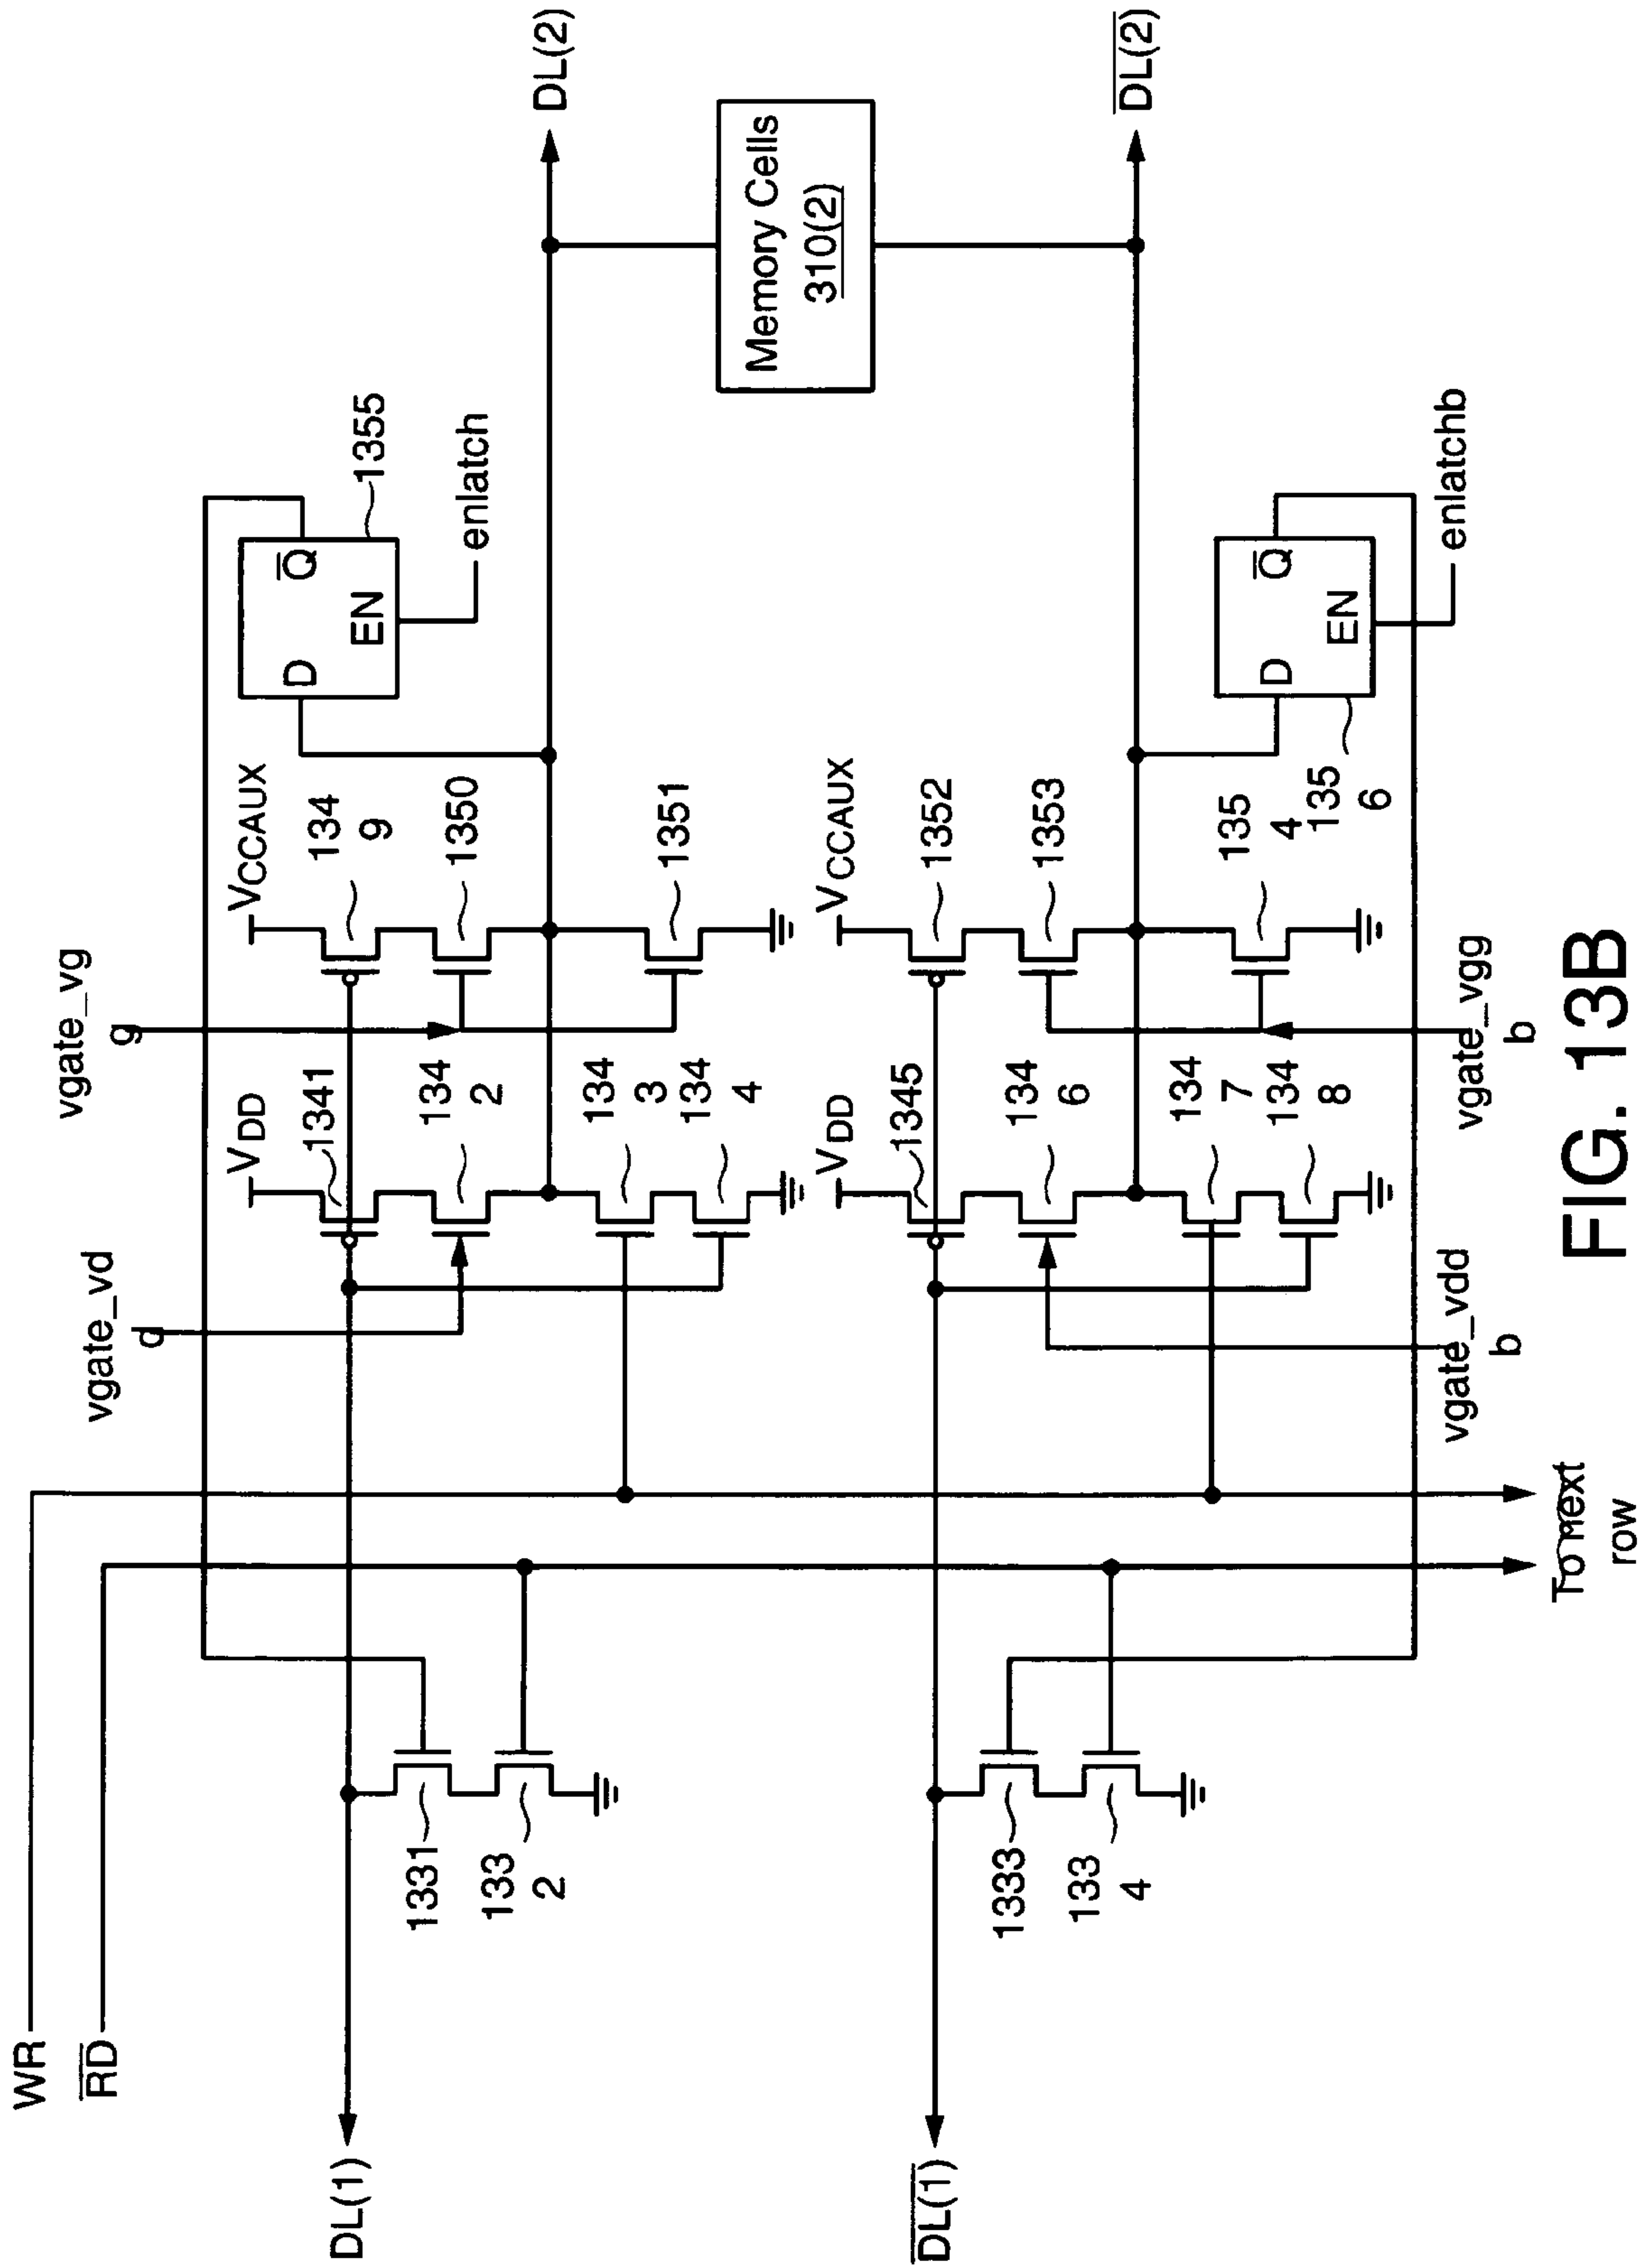 WR
RD
vgate_vd
d
vgate_vg
g
VDD
VCCAUX
1341
134
9
1355
D
Q
EN
134
2
1350
enlatch
DL(1)
1331
133
2
DL(2)
134
3
134
4
1351
Memory Cells
310(2)
VDD
VCCAUX
1345
1352
134
6
1353
DL(1)
1333
133
4
DL(2)
134
7
134
8
135
4
135
6
D
Q
EN
enlatchb
vgate_vdd
b
vgate_vgg
b
To next
row
FIG. 13B